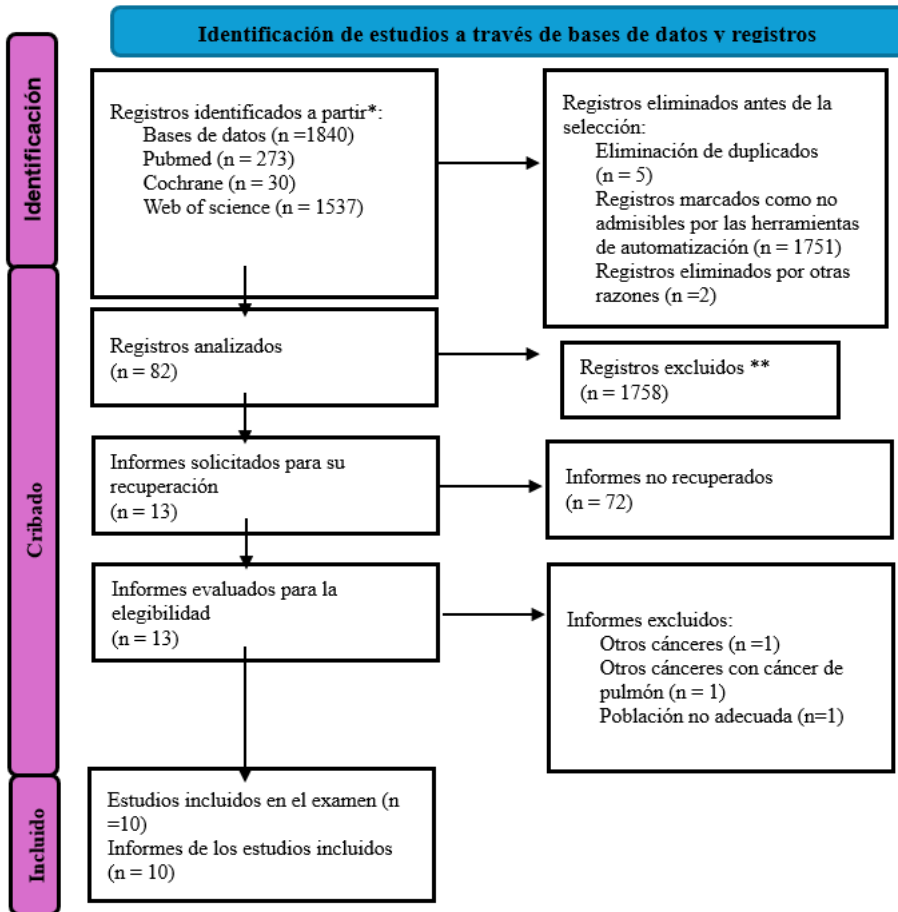 Identificación de estudios a través de bases de datos y registros
Identificación
Registros identificados a partir*:
Bases de datos (n =1840)
Pubmed (n = 273)
Cochrane (n = 30)
Web of science (n = 1537)
Registros eliminados antes de la
selección:
Eliminación de duplicados
(n = 5)
Registros marcados como no
admisibles por las herramientas
de automatización (n = 1751)
Registros eliminados por otras
razones (n =2)
Cribado
Registros analizados
(n = 82)
Registros excluidos **
(n = 1758)
Informes solicitados para su
recuperación
(n = 13)
Informes no recuperados
(n = 72)
Informes evaluados para la
elegibilidad
(n = 13)
Informes excluidos:
Otros cánceres (n =1)
Otros cánceres con cáncer de
pulmón (n = 1)
Población no adecuada (n=1)
Incluido
Estudios incluidos en el examen (n
=10)
Informes de los estudios incluidos
(n = 10)